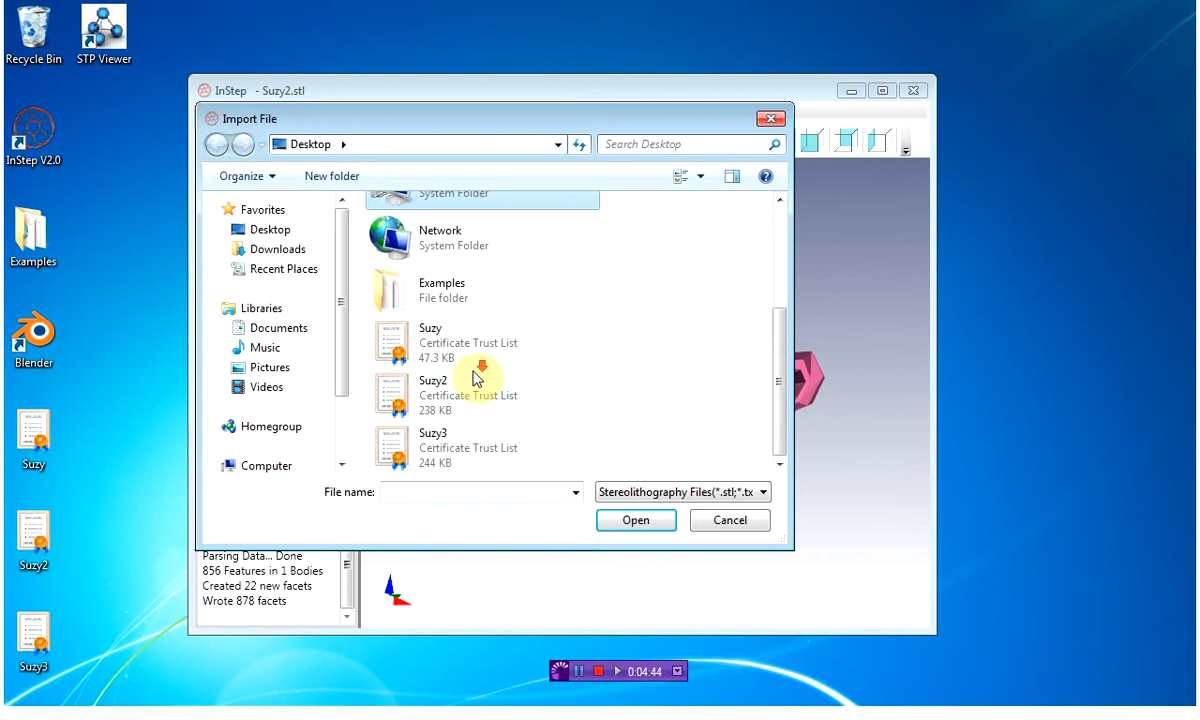 Recycle Bin
STP Viewer
InStep V2.0
Examples
Blender
Suzy
Suzy2
Suzy3
InStep - Suzy2.stl
Import File
Desktop
Search Desktop
Organize
New folder
Favorites
Desktop
Downloads
Recent Places
Libraries
Documents
Music
Pictures
Videos
Homegroup
Computer
System Folder
Network
System Folder
Examples
File folder
Suzy
Certificate Trust List
47.3 KB
Suzy2
Certificate Trust List
238 KB
Suzy3
Certificate Trust List
244 KB
File name:
Stereolithography Files(*.stl;*.tx
Open
Cancel
Parsing Data... Done
856 Features in 1 Bodies
Created 22 new facets
Wrote 878 facets
0:04:44